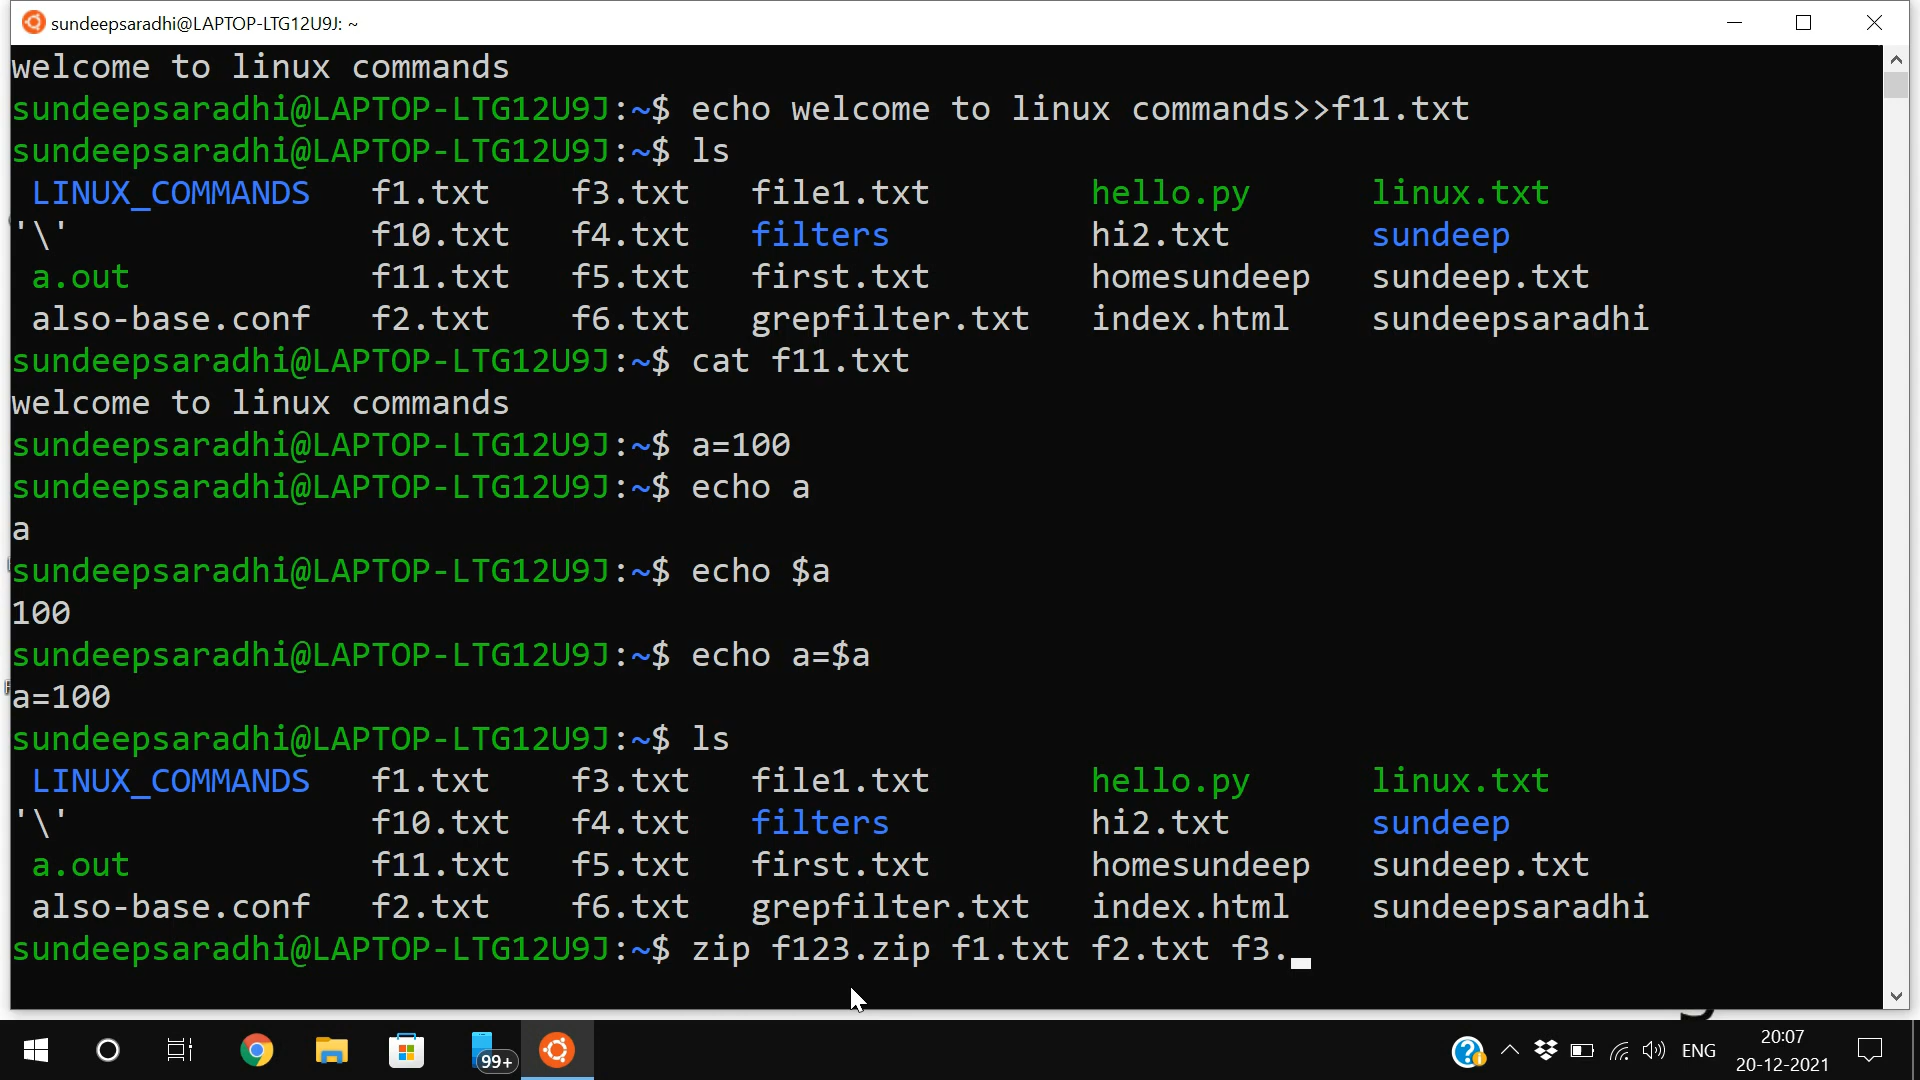 sundeepsaradhi@LAPTOP-LTG12U9J: ~
welcome to linux commands
sundeepsaradhi@LAPTOP-LTG12U9J:~$ echo welcome to linux commands>>f11.txt
sundeepsaradhi@LAPTOP-LTG12U9J:~$ ls
LINUX_COMMANDS f1.txt f3.txt file1.txt hello.py linux.txt
'\' f10.txt f4.txt filters hi2.txt sundeep
a.out f11.txt f5.txt first.txt homesundeep sundeep.txt
also-base.conf f2.txt f6.txt grepfilter.txt index.html sundeepsaradhi
sundeepsaradhi@LAPTOP-LTG12U9J:~$ cat f11.txt
welcome to linux commands
sundeepsaradhi@LAPTOP-LTG12U9J:~$ a=100
sundeepsaradhi@LAPTOP-LTG12U9J:~$ echo a
a
sundeepsaradhi@LAPTOP-LTG12U9J:~$ echo $a
100
sundeepsaradhi@LAPTOP-LTG12U9J:~$ echo a=$a
a=100
sundeepsaradhi@LAPTOP-LTG12U9J:~$ ls
LINUX_COMMANDS f1.txt f3.txt file1.txt hello.py linux.txt
'\' f10.txt f4.txt filters hi2.txt sundeep
a.out f11.txt f5.txt first.txt homesundeep sundeep.txt
also-base.conf f2.txt f6.txt grepfilter.txt index.html sundeepsaradhi
sundeepsaradhi@LAPTOP-LTG12U9J:~$ zip f123.zip f1.txt f2.txt f3.
99+
ENG
20:07
20-12-2021